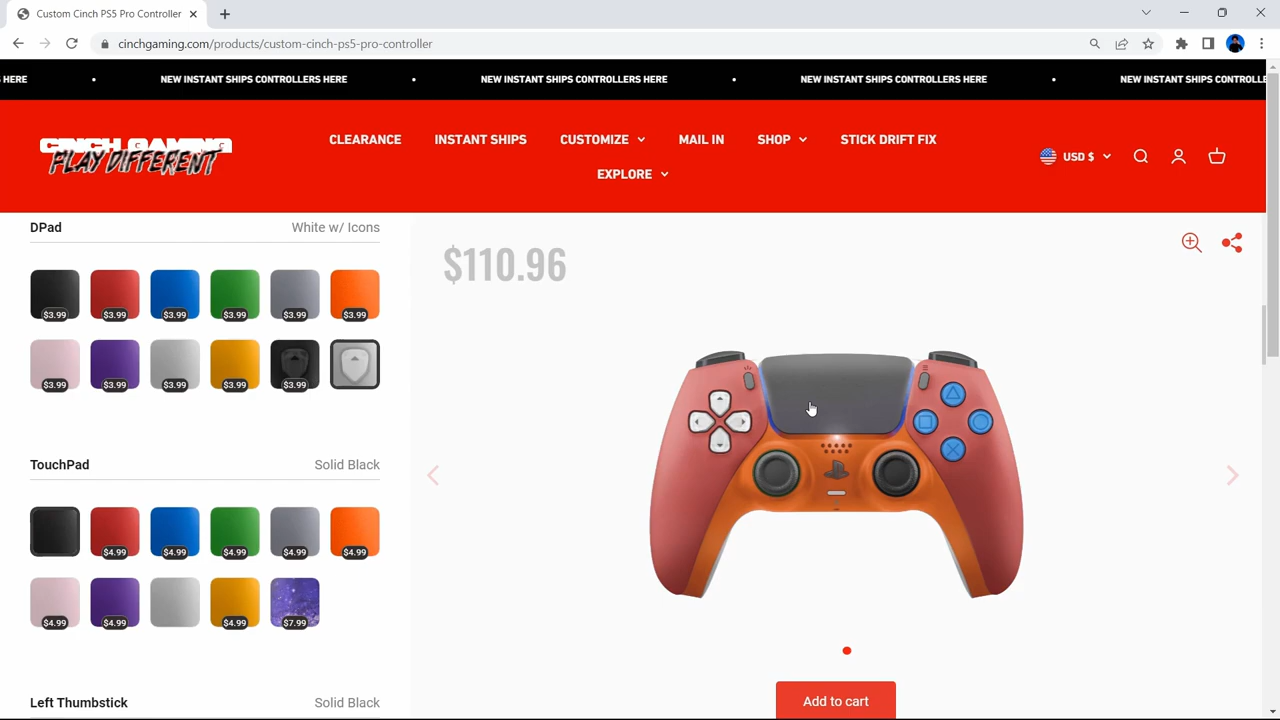 Custom Cinch PS5 Pro Controller
cinchgaming.com/products/custom-cinch-ps5-pro-controller
HERE
NEW INSTANT SHIPS CONTROLLERS HERE
NEW INSTANT SHIPS CONTROLLERS HERE
NEW INSTANT SHIPS CONTROLLERS HERE
NEW INSTANT SHIPS CONTROLLE
CINCH GAMING
PLAY DIFFERENT
CLEARANCE
INSTANT SHIPS
CUSTOMIZE
MAIL IN
SHOP
STICK DRIFT FIX
EXPLORE
USD $
DPad
White w/ Icons
$3.99
$3.99
$3.99
$3.99
$3.99
$3.99
$3.99
$3.99
$3.99
$3.99
$3.99
TouchPad
Solid Black
$4.99
$4.99
$4.99
$4.99
$4.99
$4.99
$4.99
$4.99
$7.99
Left Thumbstick
Solid Black
$110.96
Add to cart